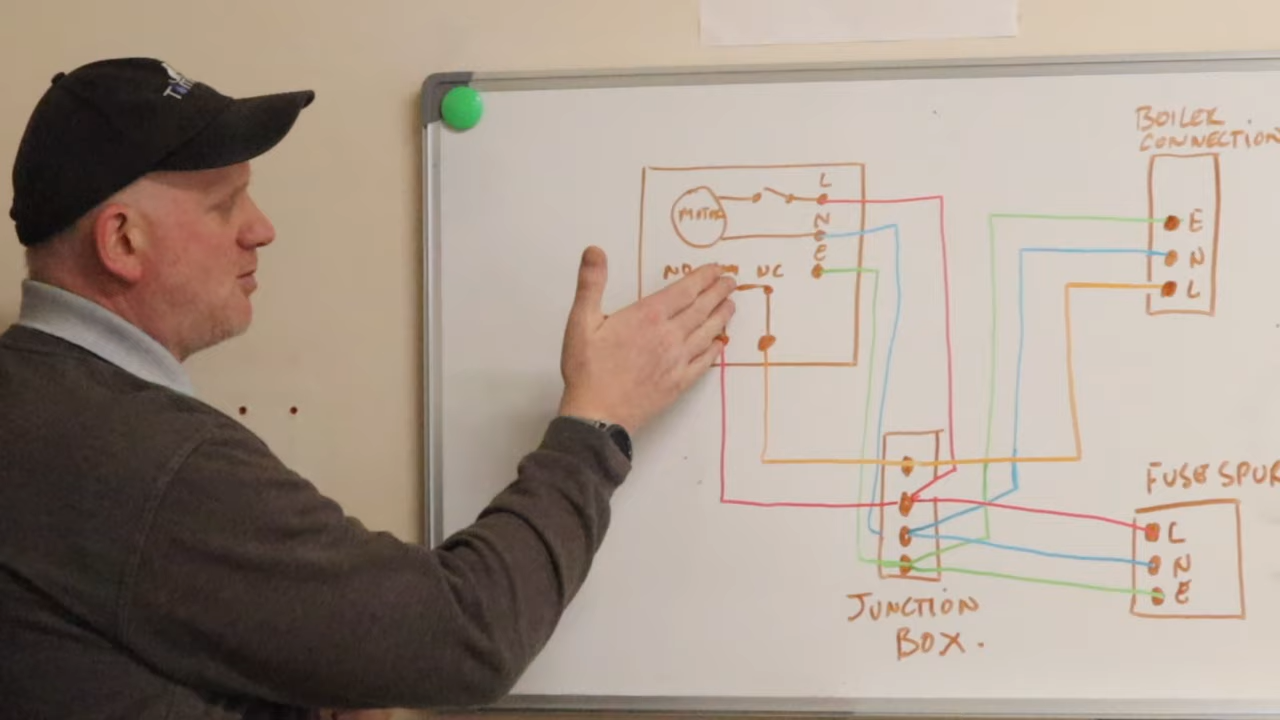 BOILER
CONNECTION
L
MOTOR
N
E
NC
E
N
L
FUSE SPUR
L
N
E
JUNCTION
BOX.